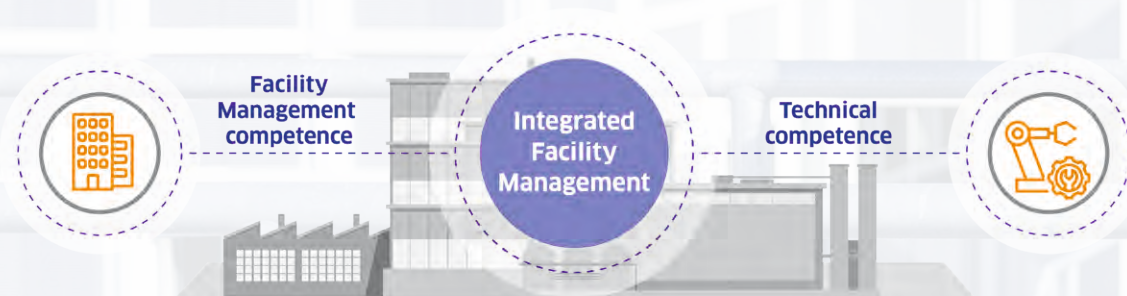 Facility
Management
competence
Integrated
Facility
Management
Technical
competence